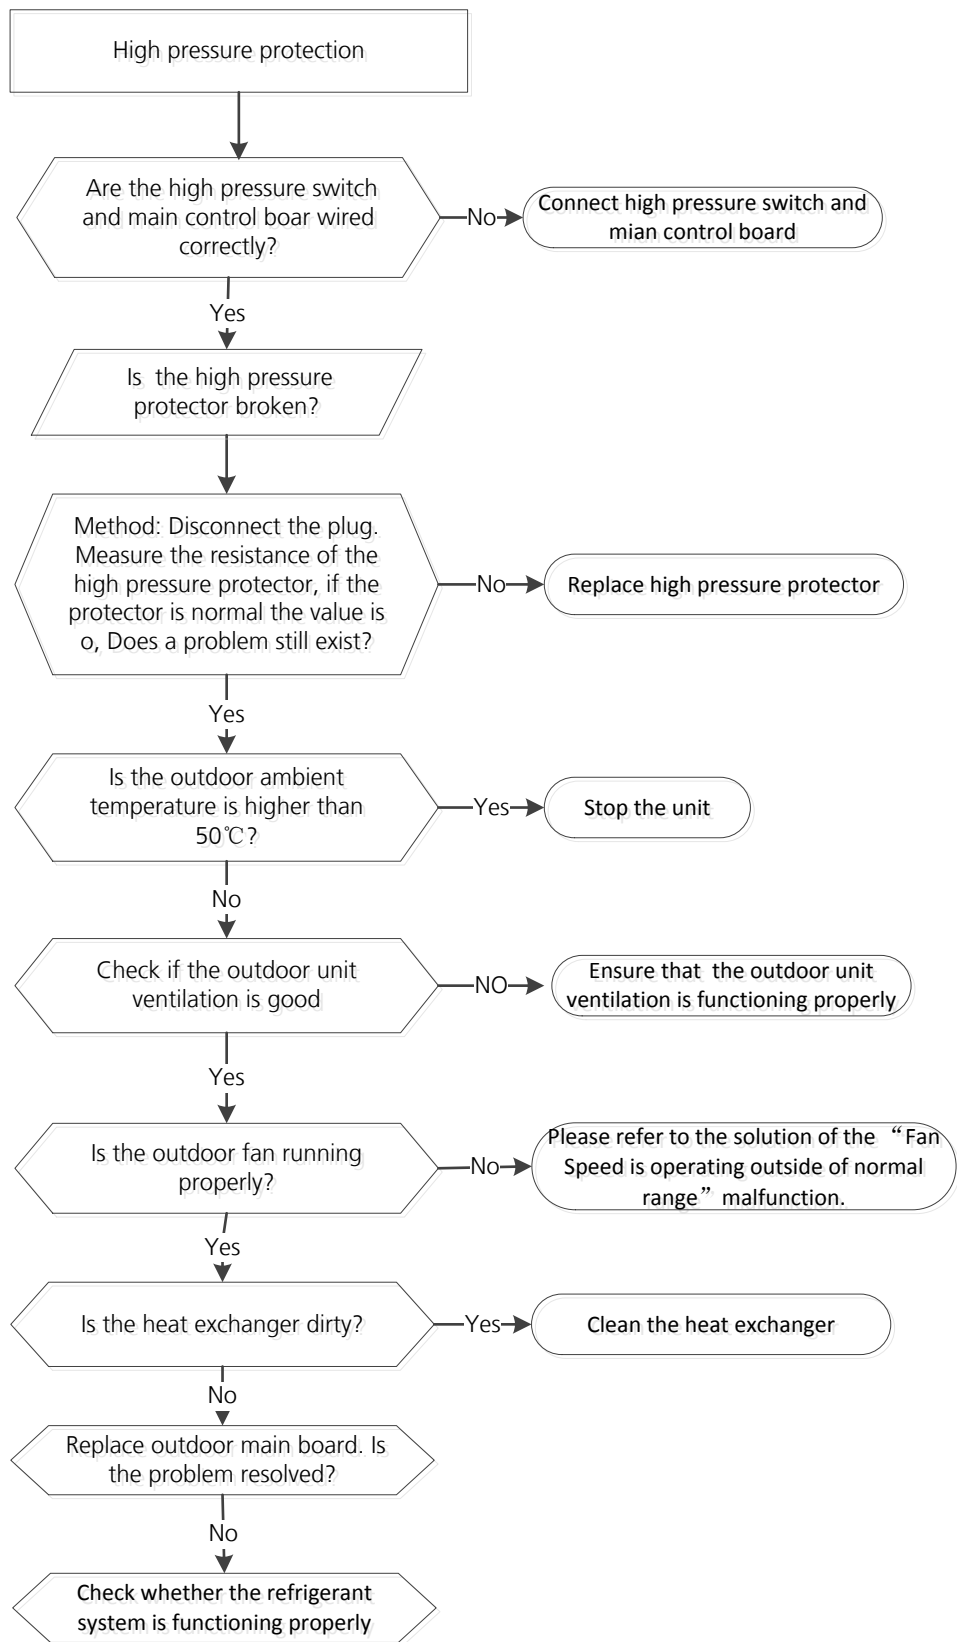 High pressure protection
Are the high pressure switch
and main control boar wired
correctly?
No
Connect high pressure switch and
mian control board
Yes
Is the high pressure
protector broken?
Method: Disconnect the plug.
Measure the resistance of the
high pressure protector, if the
protector is normal the value is
o, Does a problem still exist?
No
Replace high pressure protector
Yes
Is the outdoor ambient
temperature is higher than
50℃?
Yes
Stop the unit
No
Check if the outdoor unit
ventilation is good
NO
Ensure that the outdoor unit
ventilation is functioning properly
Yes
Is the outdoor fan running
properly?
No
Please refer to the solution of the “Fan
Speed is operating outside of normal
range” malfunction.
Yes
Is the heat exchanger dirty?
Yes
Clean the heat exchanger
No
Replace outdoor main board. Is
the problem resolved?
No
Check whether the refrigerant
system is functioning properly